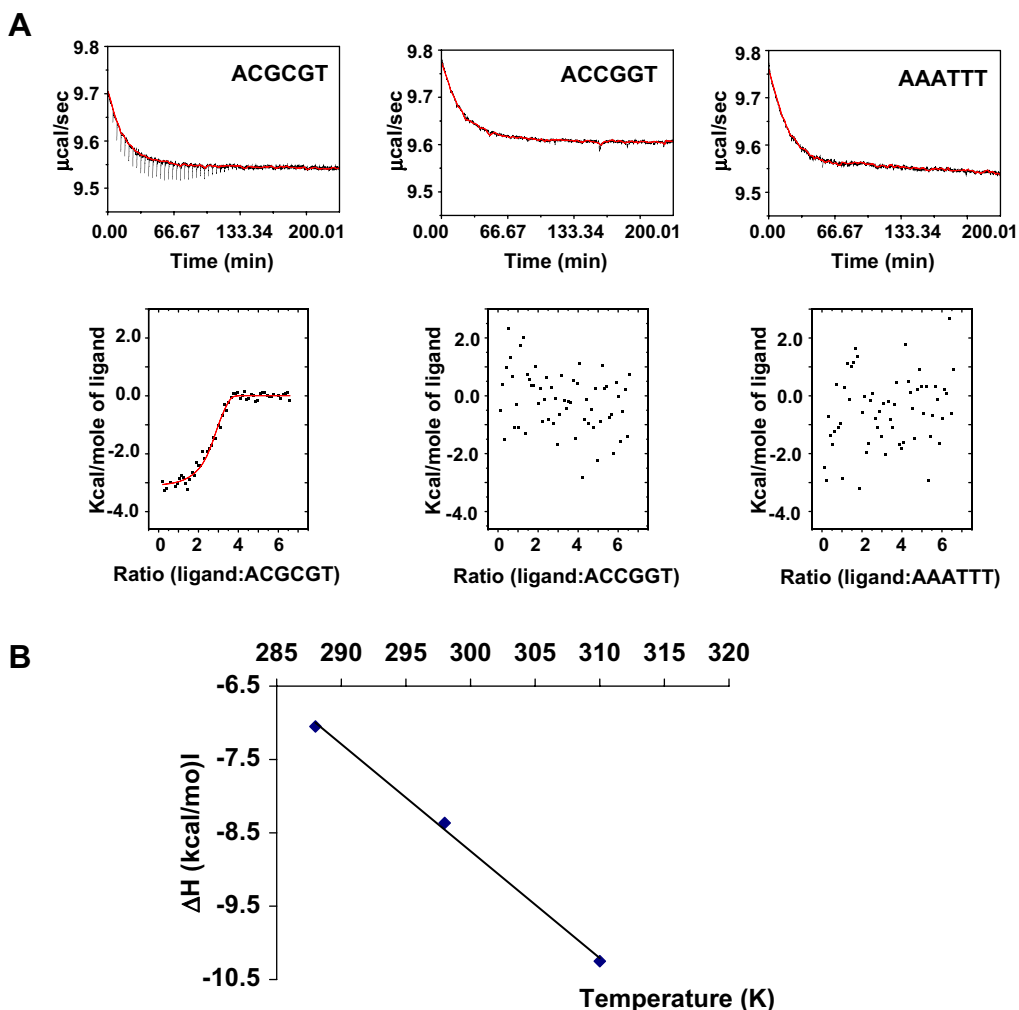 A
9.8
9.7
9.6
9.5
μcal/sec
ACGCGT
0.00 66.67 133.34 200.01
Time (min)
9.8
9.7
9.6
9.5
μcal/sec
ACCGGT
0.00 66.67 133.34 200.01
Time (min)
9.8
9.7
9.6
9.5
μcal/sec
AAATTT
0.00 66.67 133.34 200.01
Time (min)
2.0
0.0
-2.0
-4.0
Kcal/mole of ligand
0 2 4 6
Ratio (ligand:ACGCGT)
2.0
0.0
-2.0
-4.0
Kcal/mole of ligand
0 2 4 6
Ratio (ligand:ACCGGT)
2.0
0.0
-2.0
-4.0
Kcal/mole of ligand
0 2 4 6
Ratio (ligand:AAATTT)
B
285 290 295 300 305 310 315 320
-6.5
-7.5
-8.5
-9.5
-10.5
ΔH (kcal/mo)l
Temperature (K)